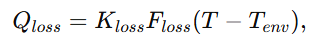 Q_{loss} = K_{loss}F_{loss}(T − T_{env}),